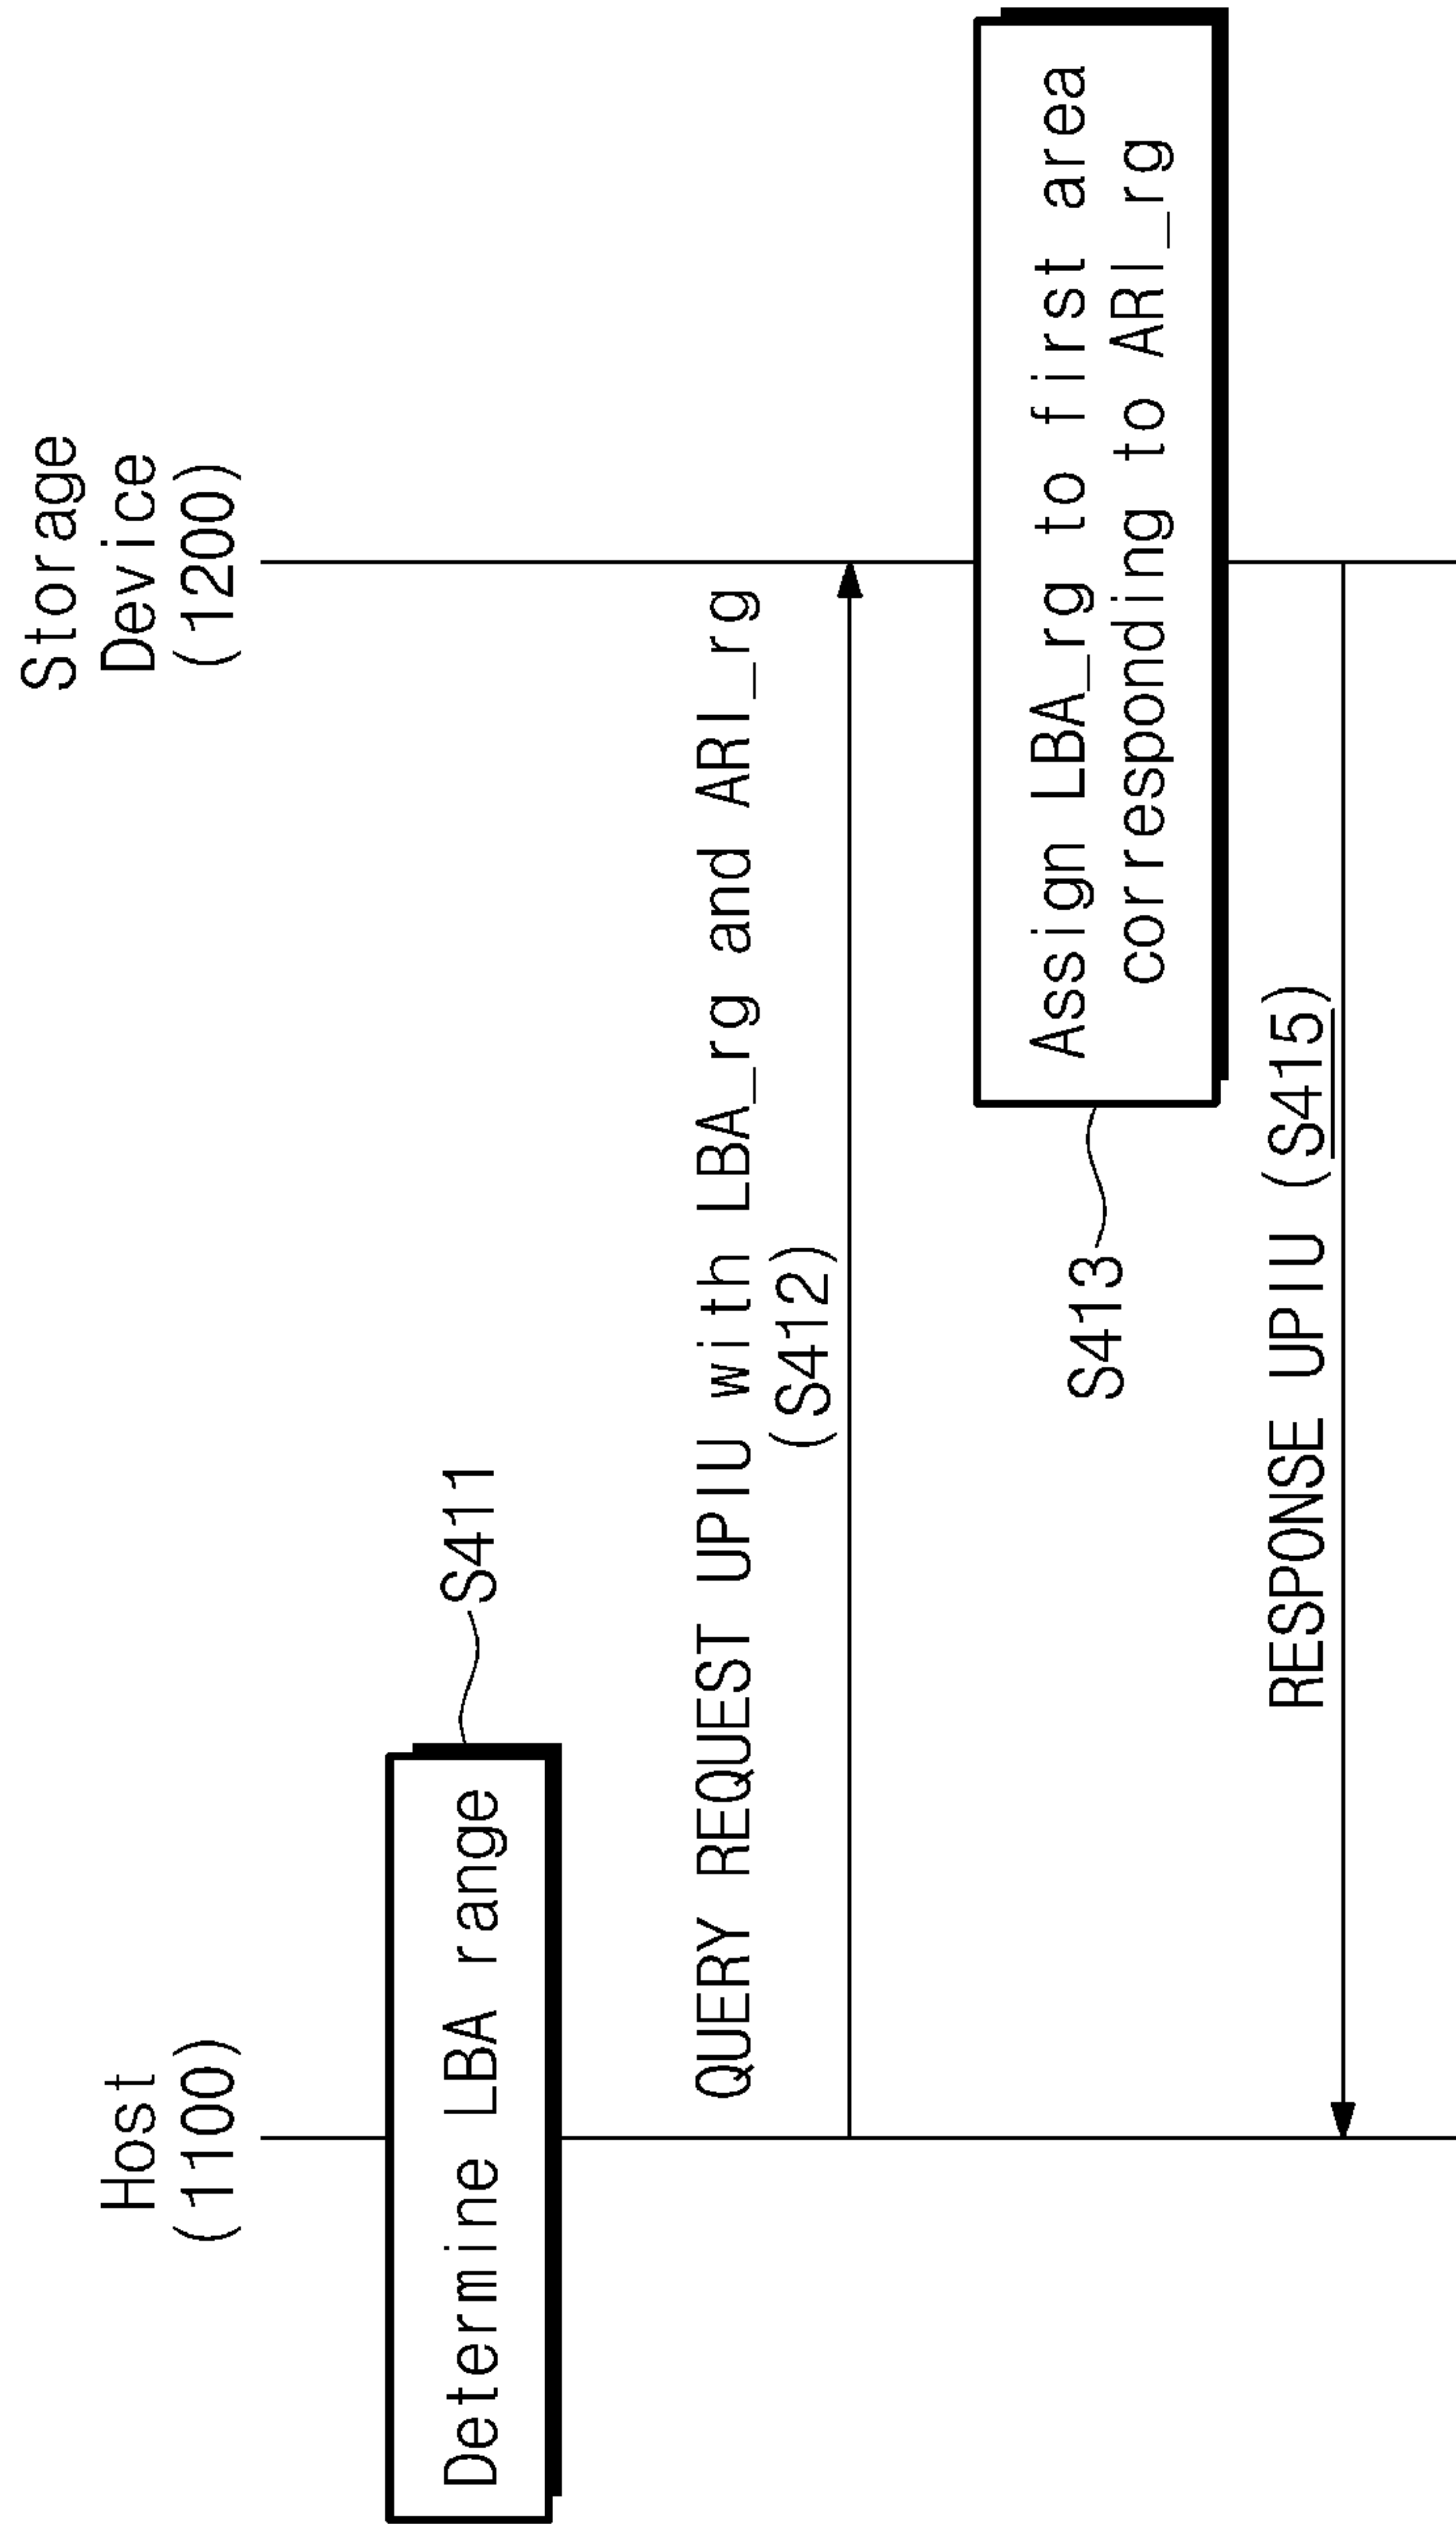 Host
(1100)
Storage
Device
(1200)
Determine LBA range
S411
QUERY REQUEST UPIU with LBA_rg and ARI_rg
(S412)
Assign LBA_rg to first area
corresponding to ARI_rg
S413
RESPONSE UPIU (S415)